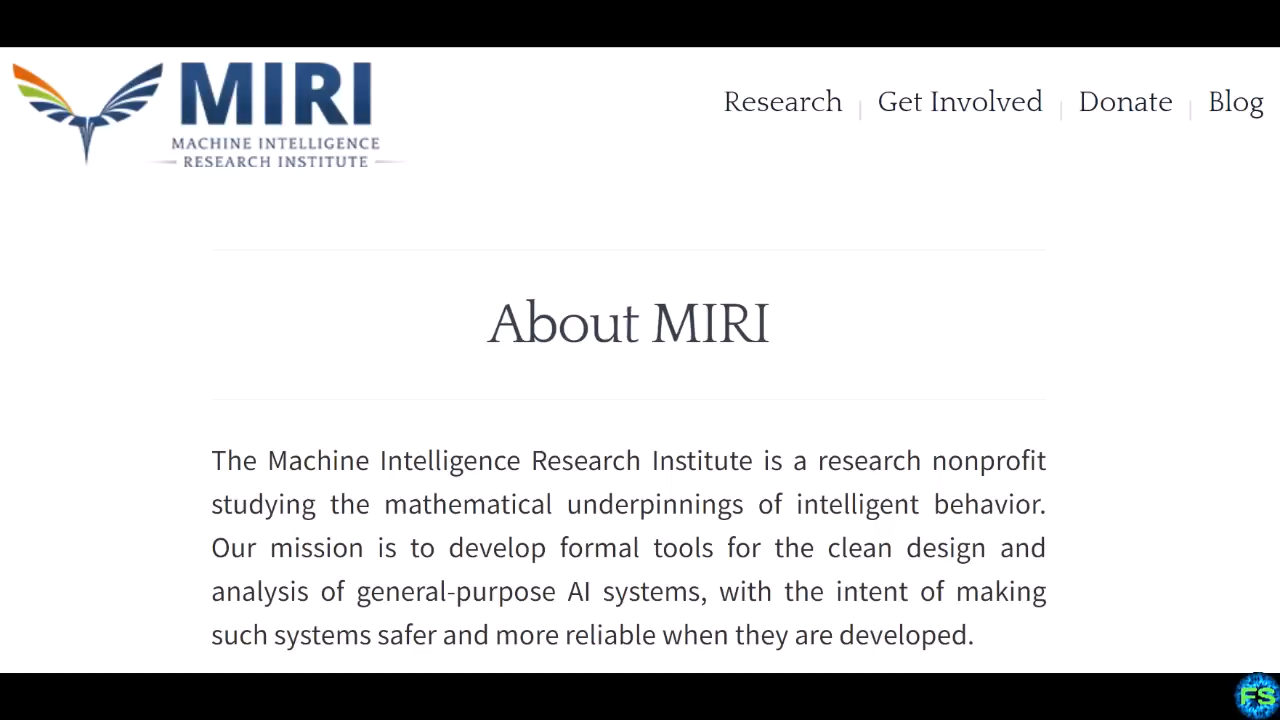 MIRI
MACHINE INTELLIGENCE
RESEARCH INSTITUTE
Research | Get Involved | Donate | Blog
About MIRI
The Machine Intelligence Research Institute is a research nonprofit
studying the mathematical underpinnings of intelligent behavior.
Our mission is to develop formal tools for the clean design and
analysis of general-purpose AI systems, with the intent of making
such systems safer and more reliable when they are developed.
FS